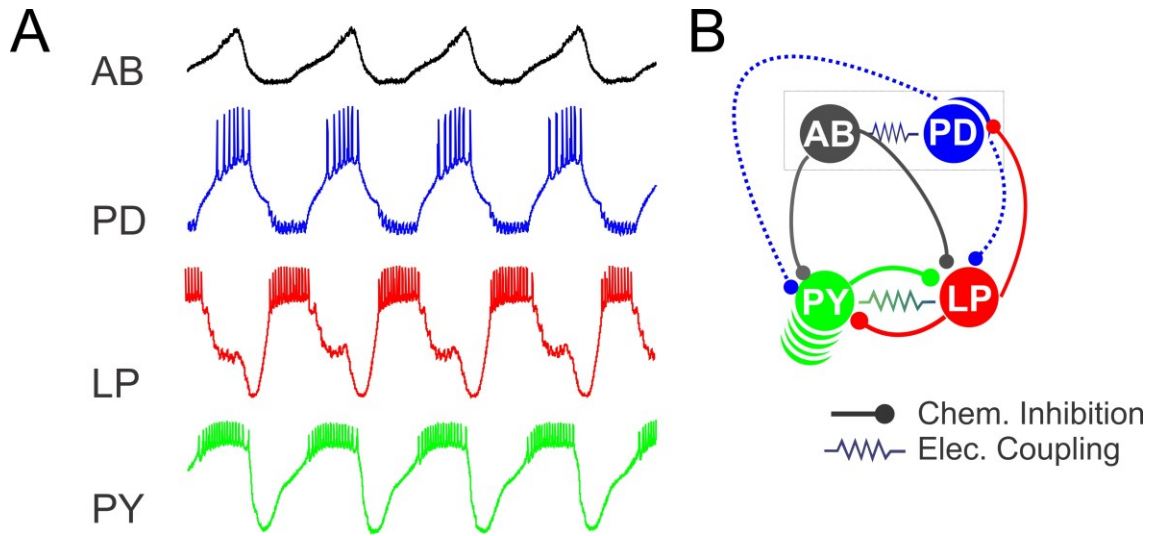 A
AB
PD
LP
PY
B
AB
PD
PY
LP
Chem. Inhibition
Elec. Coupling